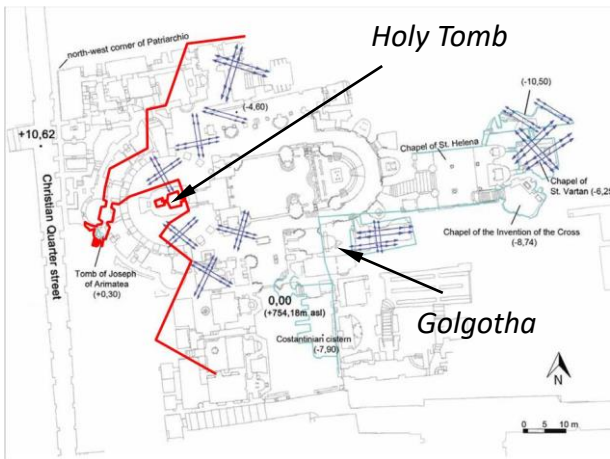 Holy Tomb
north-west corner of Patriarchio
+10,62
(-4,60)
(-10,50)
Chapel of St. Helena
Christian Quarter street
Chapel of
St. Vartan (-6,25
Chapel of the Invention of the Cross
(-8,74)
Tomb of Joseph
of Arimatea
(+0,30)
0,00
(+754,18m asl)
Golgotha
Costantinian cistern
(-7,90)
N
0 5 10 m